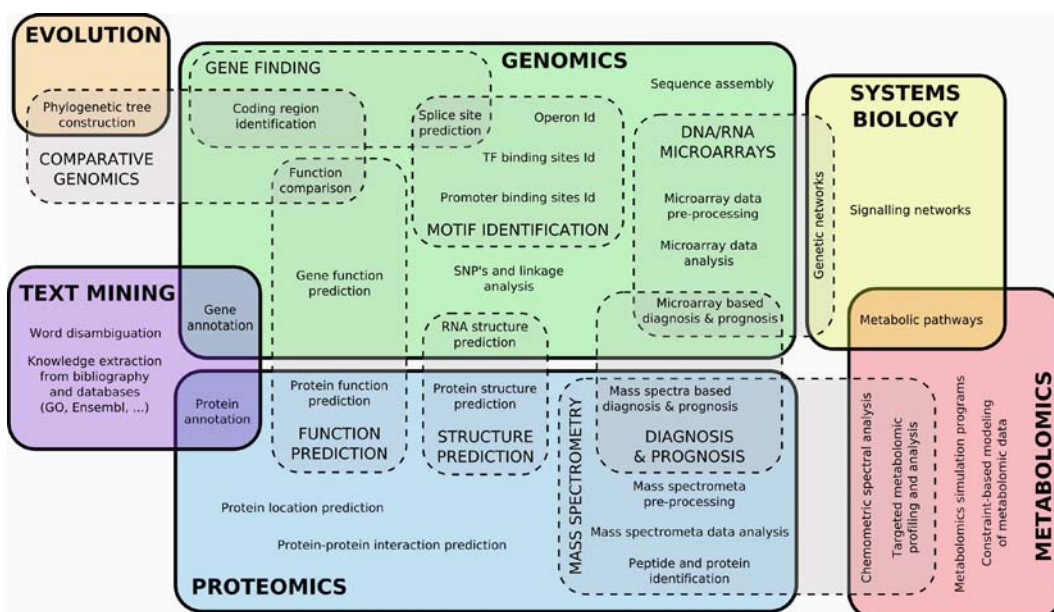 EVOLUTION
Phylogenetic tree
construction
COMPARATIVE
GENOMICS
GENE FINDING
Coding region
identification
Splice site
prediction
Function
comparison
GENOMICS
Sequence assembly
Operon Id
TF binding sites Id
Promoter binding sites Id
MOTIF IDENTIFICATION
DNA/RNA
MICROARRAYS
Microarray data
pre-processing
Microarray data
analysis
Microarray based
diagnosis & prognosis
Genetic networks
SYSTEMS
BIOLOGY
Signalling networks
Metabolic pathways
Gene function
prediction
SNP's and linkage
analysis
RNA structure
prediction
TEXT MINING
Word disambiguation
Knowledge extraction
from bibliography
and databases
(GO, Ensembl, ...)
Gene
annotation
Protein
annotation
Protein function
prediction
FUNCTION
PREDICTION
Protein structure
prediction
STRUCTURE
PREDICTION
MASS SPECTROMETRY
Mass spectra based
diagnosis & prognosis
DIAGNOSIS
& PROGNOSIS
Mass spectrometa
pre-processing
Mass spectrometa data analysis
Peptide and protein
identification
Protein location prediction
Protein-protein interaction prediction
PROTEOMICS
Chemometric spectral analysis
Targeted metabolomic
profiling and analysis
Metabolomics simulation programs
Constraint-based modeling
of metabolomic data
METABOLOMICS